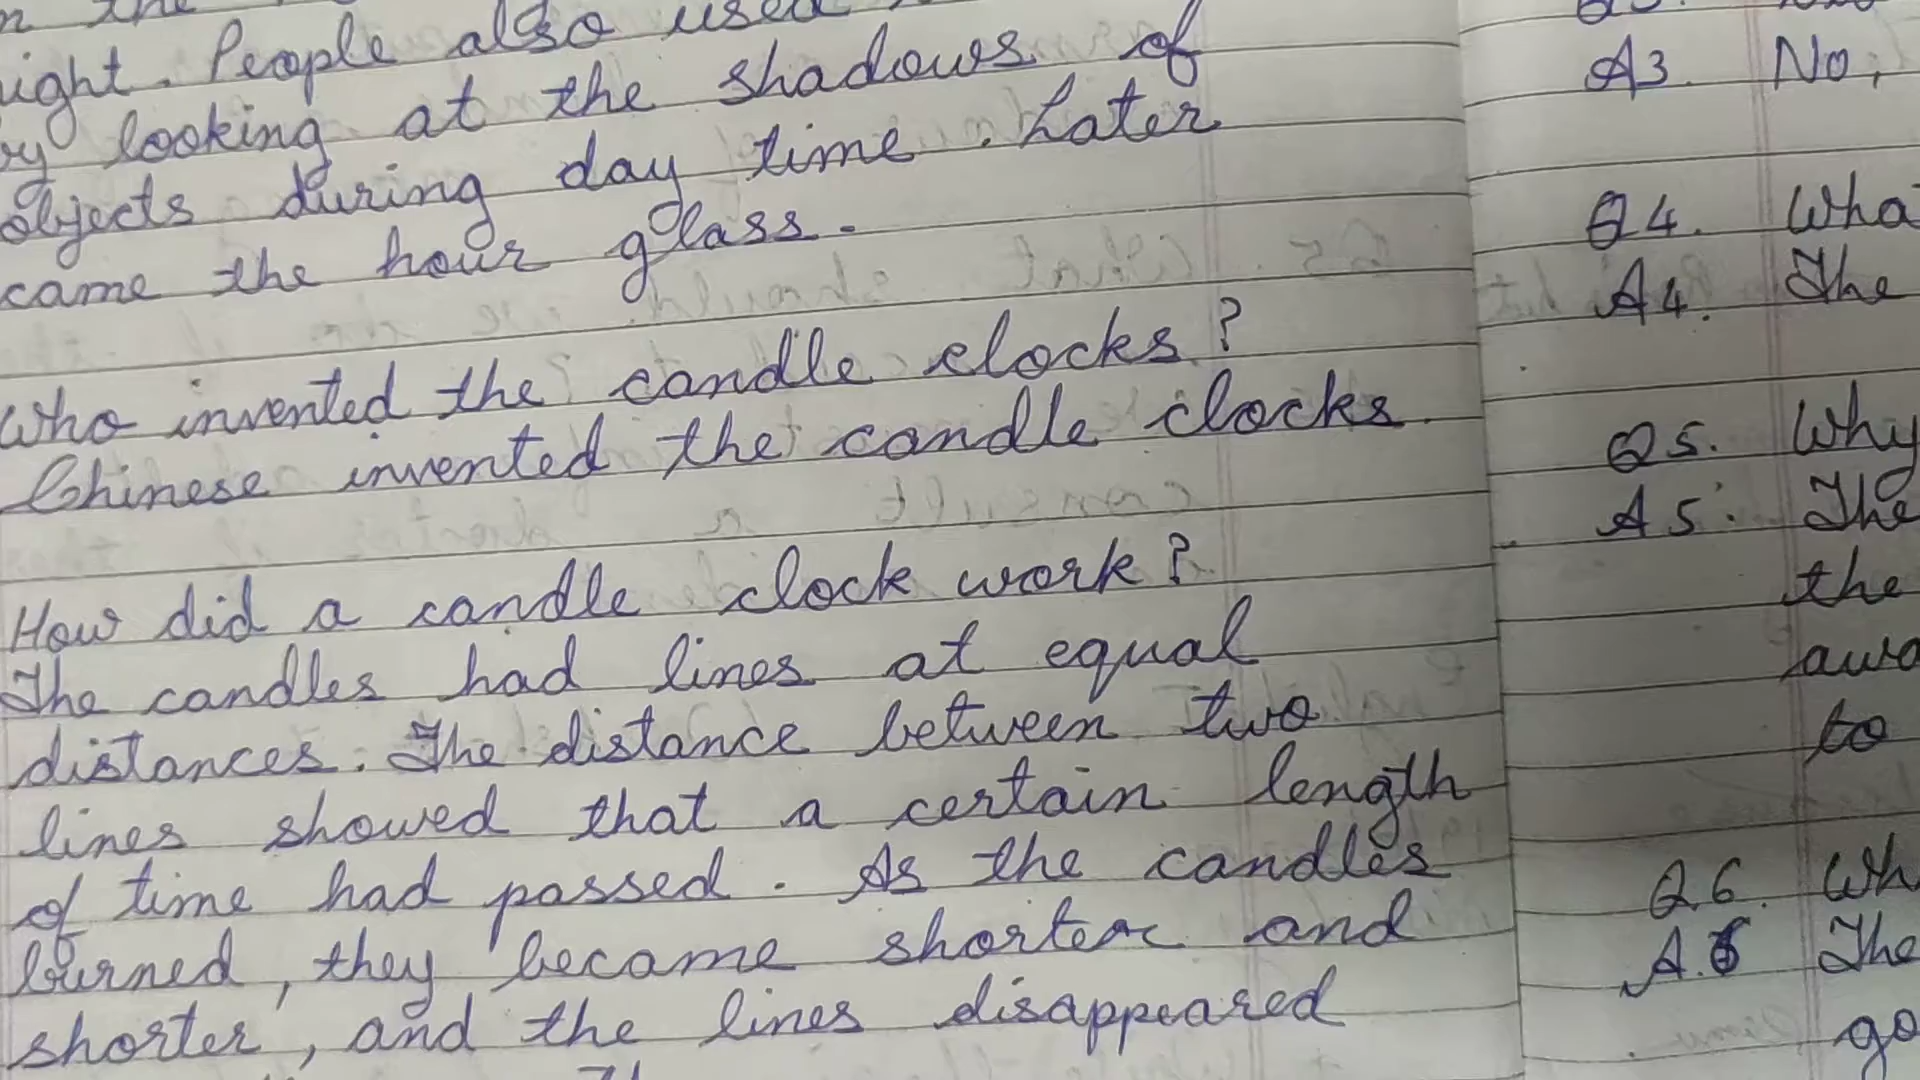 the
People also used
looking at the shadows of
objects during day time. Later
came the hour glass.
Who invented the candle clocks?
Chinese invented the candle clocks.
How did a candle clock work?
The candles had lines at equal
distances. The distance between two
lines showed that a certain length
of time had passed. As the candles
burned, they became shorter and
shorter, and the lines disappeared
A3. No,
Q4.
A4. The
Q5. Why
A5. The
the
to
Q.6.
A.6 The
go